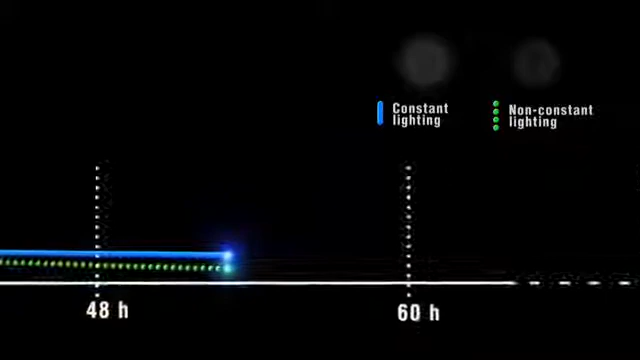 Constant
lighting
Non-constant
lighting
48 h
60 h